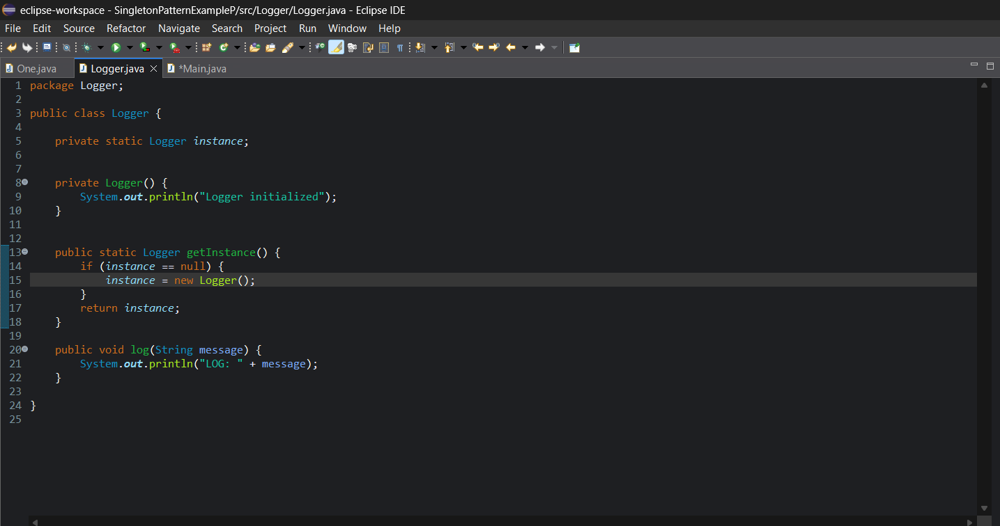 eclipse-workspace - SingletonPatternExampleP/src/Logger/Logger.java - Eclipse IDE
File Edit Source Refactor Navigate Search Project Run Window Help
One.java Logger.java *Main.java
1 package Logger;
2
3 public class Logger {
4
5 private static Logger instance;
6
7
8 private Logger() {
9 System.out.println("Logger initialized");
10 }
11
12
13 public static Logger getInstance() {
14 if (instance == null) {
15 instance = new Logger();
16 }
17 return instance;
18 }
19
20 public void log(String message) {
21 System.out.println("LOG: " + message);
22 }
23
24 }
25